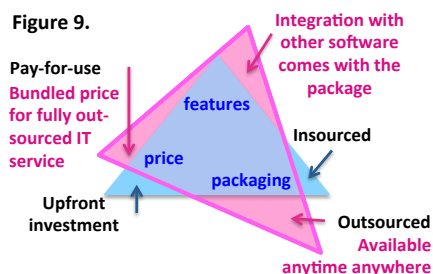 Figure 9.
Pay-for-use
Bundled price
for fully out-
sourced IT
service
Integration with
other software
comes with the
package
features
price
packaging
Insourced
Upfront
investment
Outsourced
Available
anytime anywhere